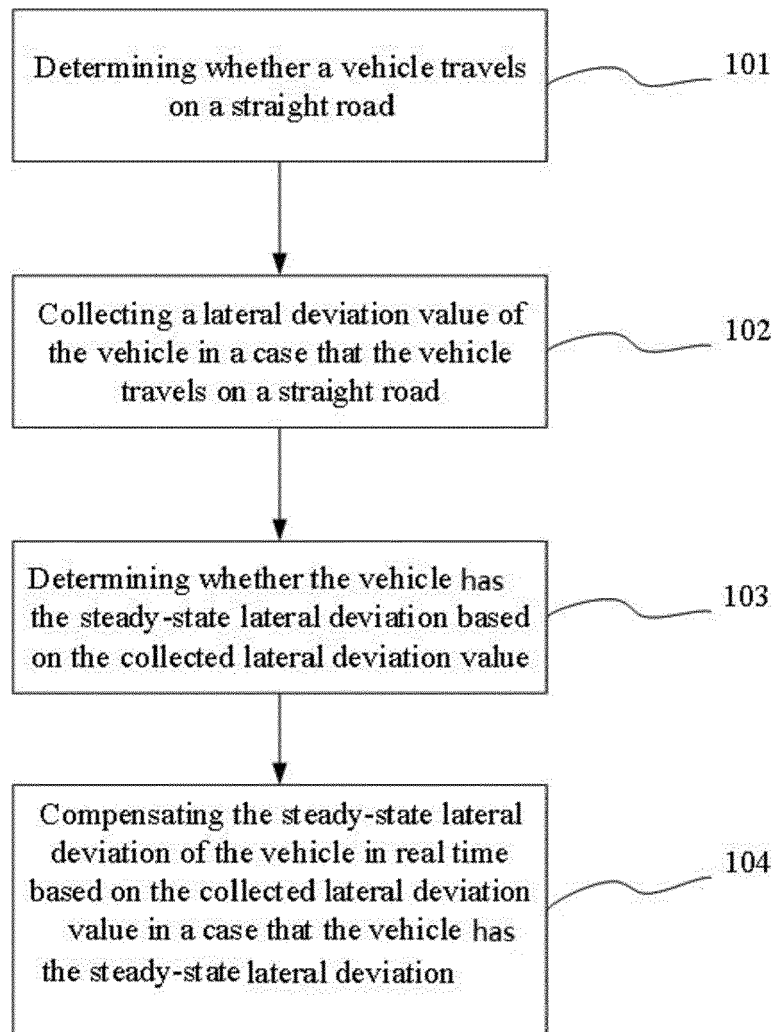 Determining whether a vehicle travels
on a straight road
101
Collecting a lateral deviation value of
the vehicle in a case that the vehicle
travels on a straight road
102
Determining whether the vehicle has
the steady-state lateral deviation based
on the collected lateral deviation value
103
Compensating the steady-state lateral
deviation of the vehicle in real time
based on the collected lateral deviation
value in a case that the vehicle has
the steady-state lateral deviation
104